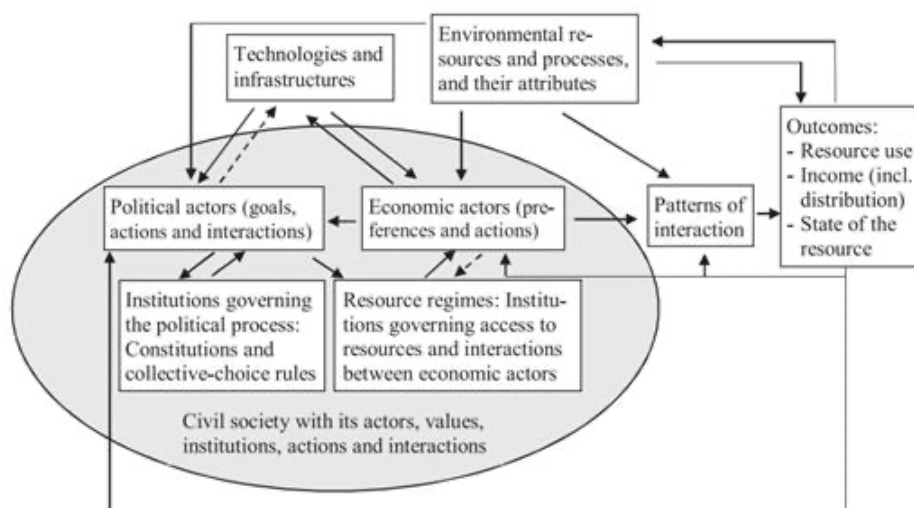 Technologies and
infrastructures
Environmental re-
sources and processes,
and their attributes
Outcomes:
- Resource use
- Income (incl.
distribution)
- State of the
resource
Political actors (goals,
actions and interactions)
Economic actors (pre-
ferences and actions)
Patterns of
interaction
Institutions governing
the political process:
Constitutions and
collective-choice rules
Resource regimes: Institu-
tions governing access to
resources and interactions
between economic actors
Civil society with its actors, values,
institutions, actions and interactions